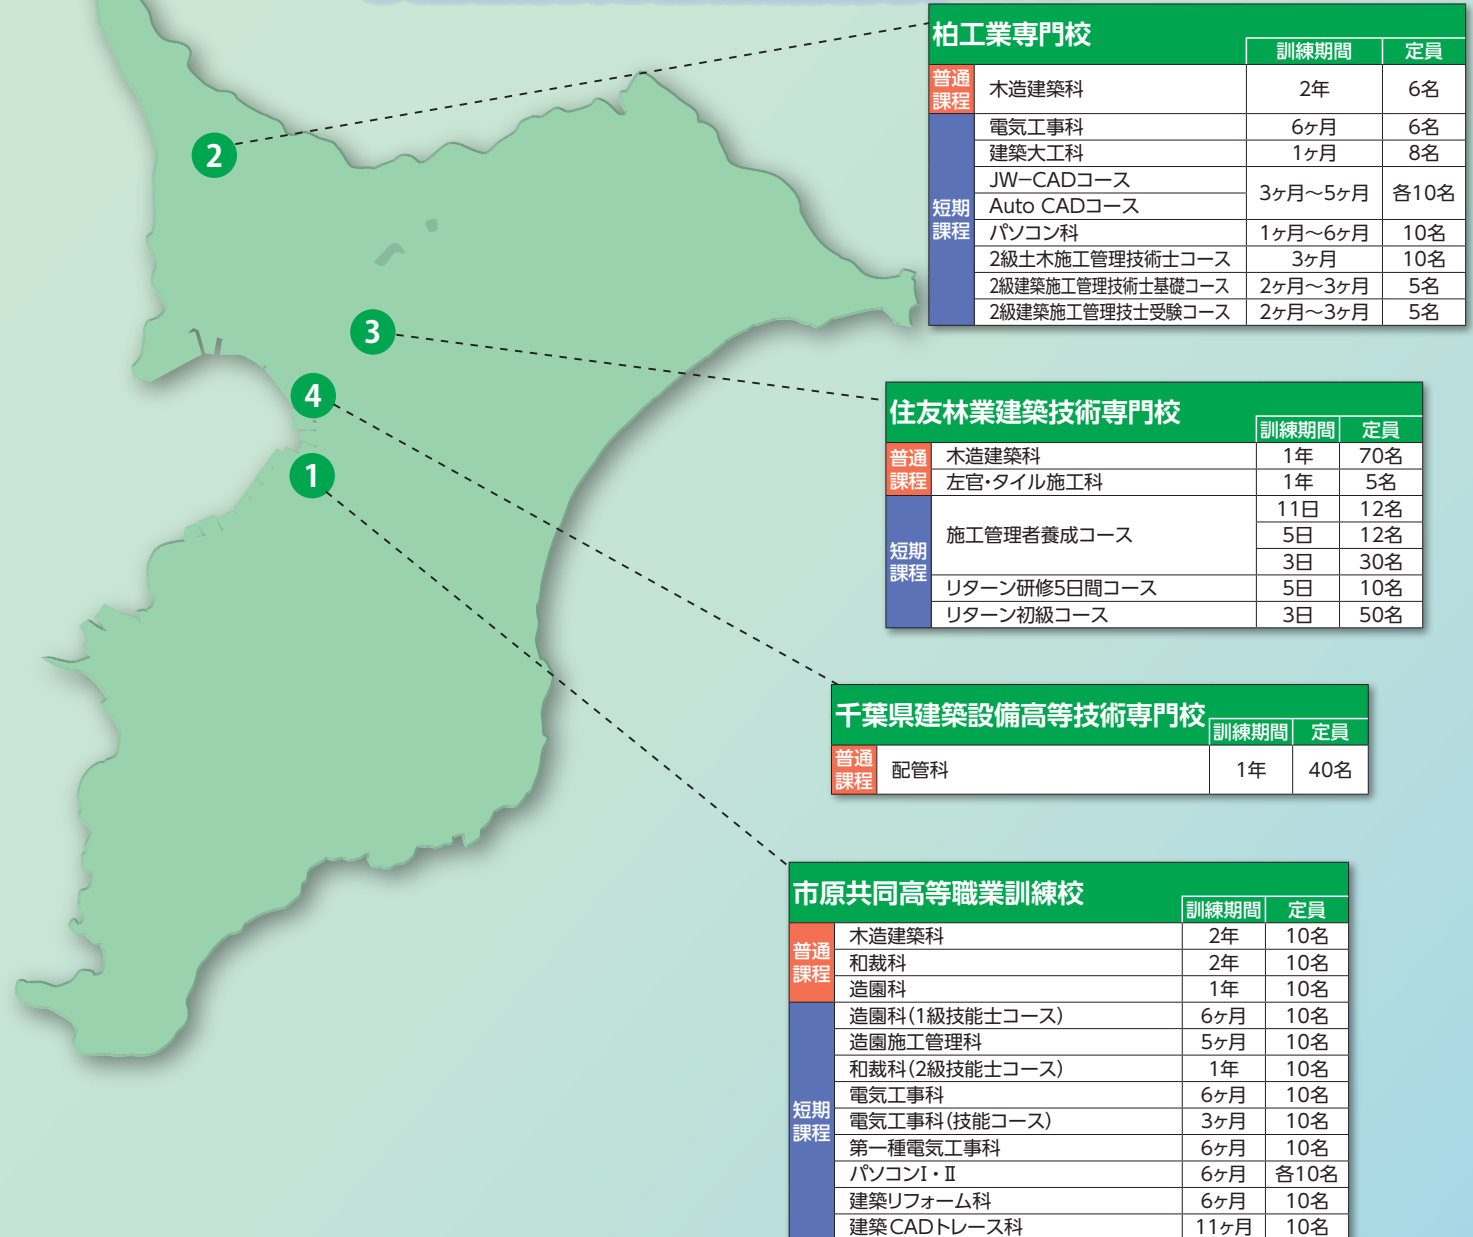 柏工業専門校
訓練期間 定員
普通課程 木造建築科 2年 6名
短期課程
電気工事科 6ヶ月 6名
建築大工科 1ヶ月 8名
JW−CADコース 3ヶ月〜5ヶ月 各10名
Auto CADコース
パソコン科 1ヶ月〜6ヶ月 10名
2級土木施工管理技術士コース 3ヶ月 10名
2級建築施工管理技術士基礎コース 2ヶ月〜3ヶ月 5名
2級建築施工管理技士受験コース 2ヶ月〜3ヶ月 5名
2
3
4
1
住友林業建築技術専門校
訓練期間 定員
普通課程
木造建築科 1年 70名
左官・タイル施工科 1年 5名
短期課程
施工管理者養成コース 11日 12名
5日 12名
3日 30名
リターン研修5日間コース 5日 10名
リターン初級コース 3日 50名
千葉県建築設備高等技術専門校
訓練期間 定員
普通課程 配管科 1年 40名
市原共同高等職業訓練校
訓練期間 定員
普通課程
木造建築科 2年 10名
和裁科 2年 10名
造園科 1年 10名
短期課程
造園科(1級技能士コース) 6ヶ月 10名
造園施工管理科 5ヶ月 10名
和裁科(2級技能士コース) 1年 10名
電気工事科 6ヶ月 10名
電気工事科(技能コース) 3ヶ月 10名
第一種電気工事科 6ヶ月 10名
パソコンI・Ⅱ 6ヶ月 各10名
建築リフォーム科 6ヶ月 10名
建築CADトレース科 11ヶ月 10名